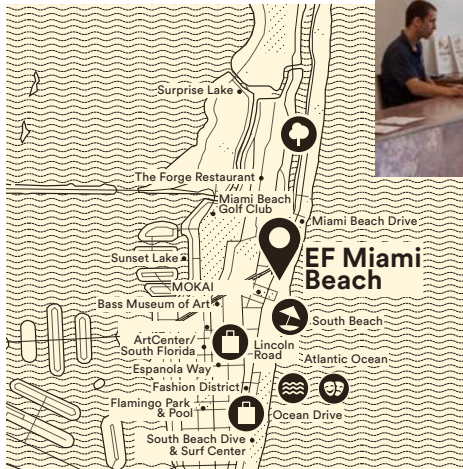 Surprise Lake
The Forge Restaurant
Miami Beach
Golf Club
Miami Beach Drive
Sunset Lake
EF Miami
Beach
MOKAI
Bass Museum of Art
South Beach
ArtCenter/
South Florida
Lincoln
Road
Atlantic Ocean
Espanola Way
Fashion District
Flamingo Park
& Pool
Ocean Drive
South Beach Dive
& Surf Center